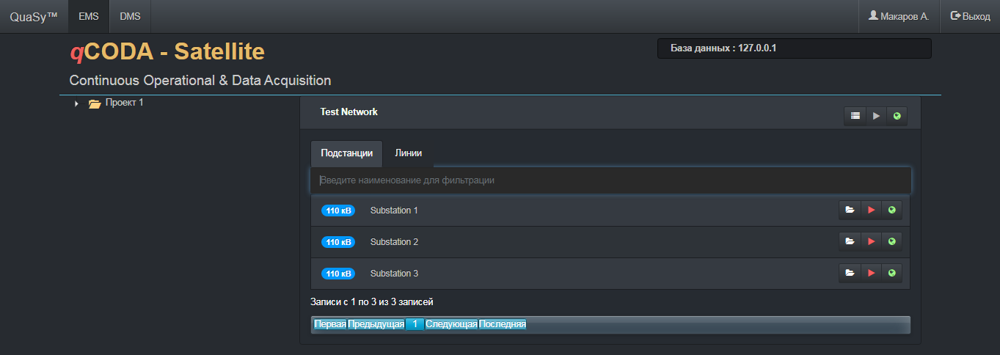 QuaSy™ EMS DMS Макаров А. Выход
qCODA - Satellite
База данных : 127.0.0.1
Continuous Operational & Data Acquisition
Проект 1
Test Network
Подстанции Линии
Введите наименование для фильтрации
110 кВ Substation 1
110 кВ Substation 2
110 кВ Substation 3
Записи с 1 по 3 из 3 записей
Первая Предыдущая 1 Следующая Последняя